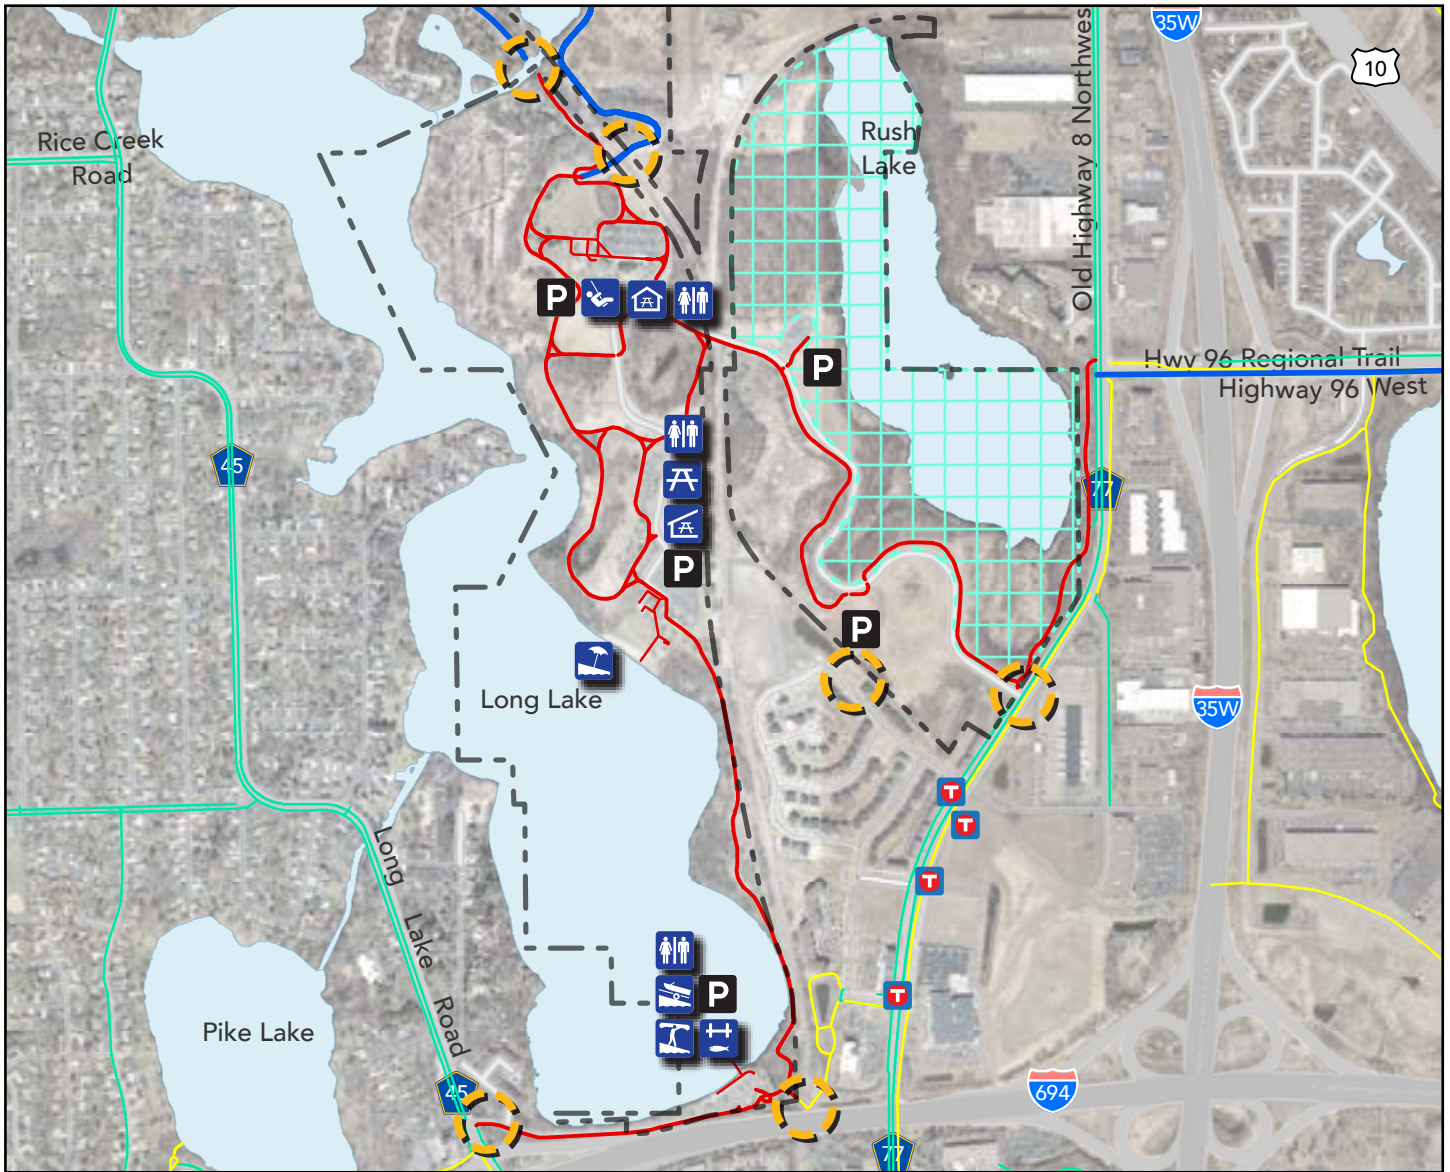 35W
10
Rice Creek
Road
Rush
Lake
Old Highway 8 Northwes
P
P
Hwy 96 Regional Trail
Highway 96 West
45
77
P
P
Long Lake
35W
T
T
T
Long Lake Road
P
T
Pike Lake
45
694
77